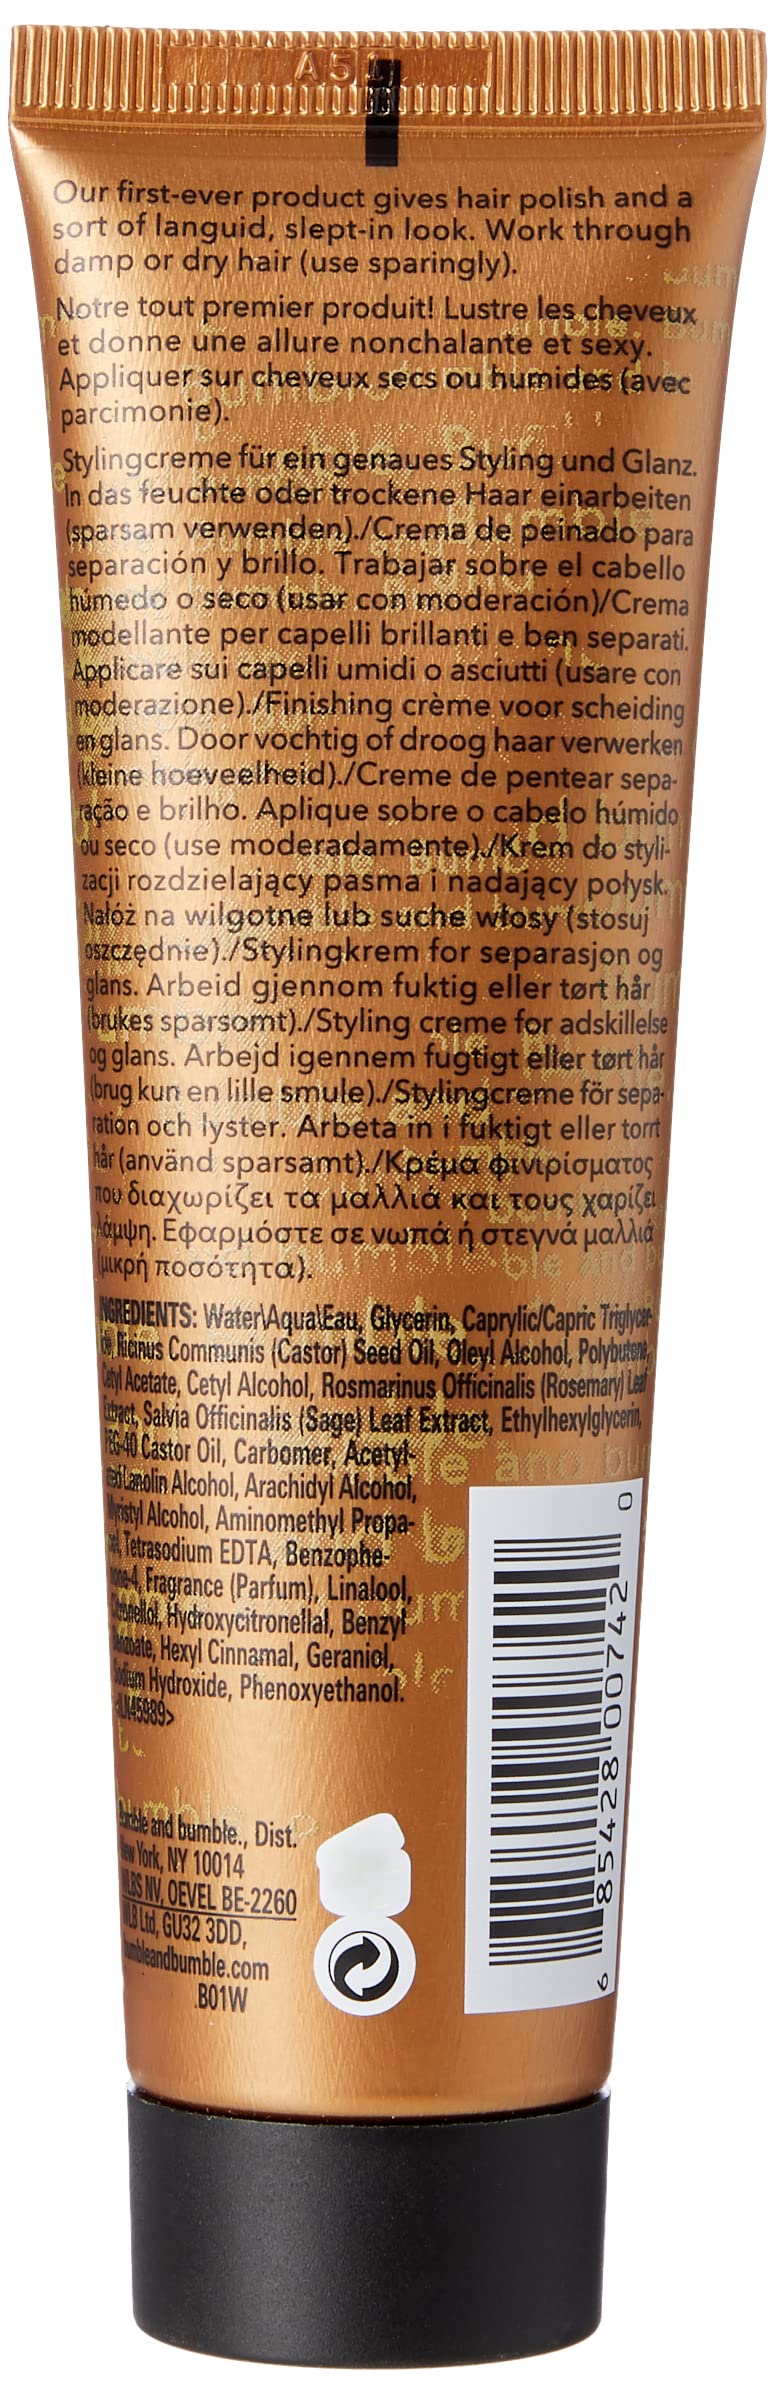 A5
Our first-ever product gives hair polish and a
sort of languid, slept-in look. Work through
damp or dry hair (use sparingly).
Notre tout premier produit! Lustre les cheveux
et donne une allure nonchalante et sexy.
Appliquer sur cheveux secs ou humides (avec
parcimonie).
Stylingcreme für ein genaues Styling und Glanz.
In das feuchte oder trockene Haar einarbeiten
(sparsam verwenden)./Crema de peinado para
separación y brillo. Trabajar sobre el cabello
húmedo o seco (usar con moderación)/Crema
modellante per capelli brillanti e ben separati.
Applicare sui capelli umidi o asciutti (usare con
moderazione)./Finishing crème voor scheiding
en glans. Door vochtig of droog haar verwerken
(kleine hoeveelheid)./Creme de pentear sepa-
ração e brilho. Aplique sobre o cabelo húmido
ou seco (use moderadamente)./Krem do styli-
zacji rozdzielający pasma i nadający połysk.
Nałóż na wilgotne lub suche włosy (stosuj
oszczędnie)./Stylingkrem for separasjon og
glans. Arbeid gjennom fuktig eller tørt hår
(brukes sparsomt)./Styling creme for adskillelse
og glans. Arbejd igennem fugtigt eller tørt hår
(brug kun en lille smule)./Stylingcreme för sepa-
ration och lyster. Arbeta in i fuktigt eller torrt
hår (använd sparsamt)./Κρέμα φινιρίσματος
που διαχωρίζει τα μαλλιά και τους χαρίζει
λάμψη. Εφαρμόστε σε νωπά ή στεγνά μαλλιά
(μικρή ποσότητα).
INGREDIENTS: Water\Aqua\Eau, Glycerin, Caprylic/Capric Triglycer-
ide, Ricinus Communis (Castor) Seed Oil, Oleyl Alcohol, Polybutene,
Cetyl Acetate, Cetyl Alcohol, Rosmarinus Officinalis (Rosemary) Leaf
Extract, Salvia Officinalis (Sage) Leaf Extract, Ethylhexylglycerin,
PEG-40 Castor Oil, Carbomer, Acetyl-
ated Lanolin Alcohol, Arachidyl Alcohol,
Myristyl Alcohol, Aminomethyl Propa-
nol, Tetrasodium EDTA, Benzophe-
none-4, Fragrance (Parfum), Linalool,
Citronellol, Hydroxycitronellal, Benzyl
Benzoate, Hexyl Cinnamal, Geraniol,
Sodium Hydroxide, Phenoxyethanol.
<ILN45989>
Bumble and bumble., Dist.
New York, NY 10014
WLBS NV, OEVEL BE-2260
WLB Ltd, GU32 3DD,
bumbleandbumble.com
B01W
6 85428 00742 0